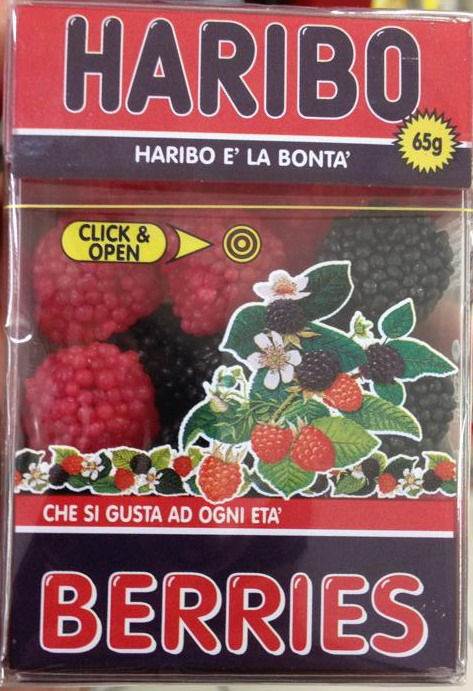 HARIBO
65g
HARIBO E' LA BONTA'
CLICK &
OPEN
CHE SI GUSTA AD OGNI ETA'
BERRIES